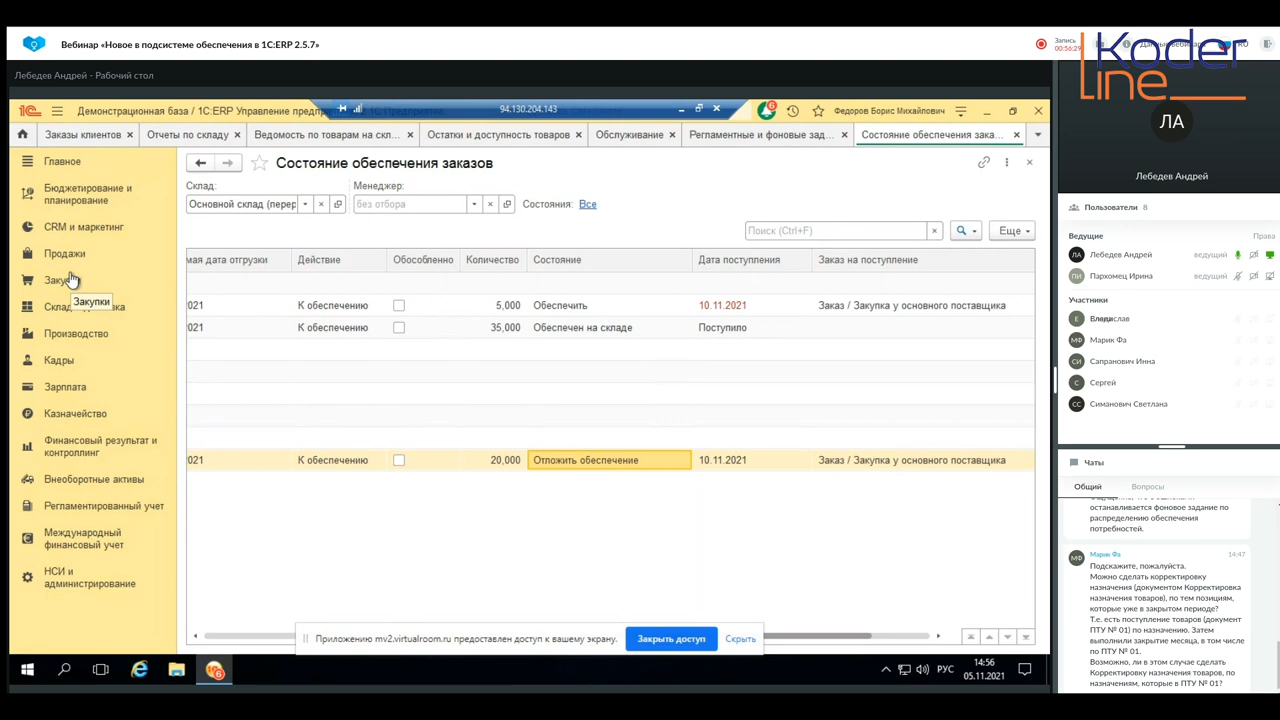 Вебинар «Новое в подсистеме обеспечения в 1С:ERP 2.5.7»
Запись
00:56:29
RU
Koder
line
Лебедев Андрей - Рабочий стол
Демонстрационная база / 1С:ERP Управление
94.130.204.143
6
Федоров Борис Михайлович
Заказы клиентов
Отчеты по складу
Ведомость по товарам на скл...
Остатки и доступность товаров
Обслуживание
Регламентные и фоновые зад...
Состояние обеспечения зака...
Главное
Бюджетирование и
планирование
CRM и маркетинг
Продажи
Закупки
Производство
Кадры
Зарплата
Казначейство
Финансовый результат и
контроллинг
Внеоборотные активы
Регламентированный учет
Международный
финансовый учет
НСИ и
администрирование
Состояние обеспечения заказов
Склад:
Основной склад (перер
Менеджер:
без отбора
Состояния: Все
Поиск (Ctrl+F)
Еще
мая дата отгрузки
Действие
Обособленно
Количество
Состояние
Дата поступления
Заказ на поступление
021
К обеспечению
5,000
Обеспечить
10.11.2021
Заказ / Закупка у основного поставщика
021
К обеспечению
35,000
Обеспечен на складе
Поступило
021
К обеспечению
20,000
Отложить обеспечение
10.11.2021
Заказ / Закупка у основного поставщика
Приложению mv2.virtualroom.ru предоставлен доступ к вашему экрану.
Закрыть доступ
Скрыть
РУС
14:56
05.11.2021
ЛА
Лебедев Андрей
Пользователи 8
Ведущие
Права
ЛА
Лебедев Андрей
ведущий
ПИ
Пархомец Ирина
ведущий
Участники
Е
МФ
Марик Фа
СИ
Сапранович Инна
С
Сергей
СС
Симанович Светлана
Чаты
Общий
Вопросы
останавливается фоновое задание по
распределению обеспечения
потребностей.
МФ
Марик Фа
14:47
Подскажите, пожалуйста.
Можно сделать корректировку
назначения (документом Корректировка
назначения товаров), по тем позициям,
которые уже в закрытом периоде?
Т.е. есть поступление товаров (документ
ПТУ № 01) по назначению. Затем
выполнили закрытие месяца, в том числе
по ПТУ № 01.
Возможно, ли в этом случае сделать
Корректировку назначения товаров, по
назначениям, которые в ПТУ № 01?